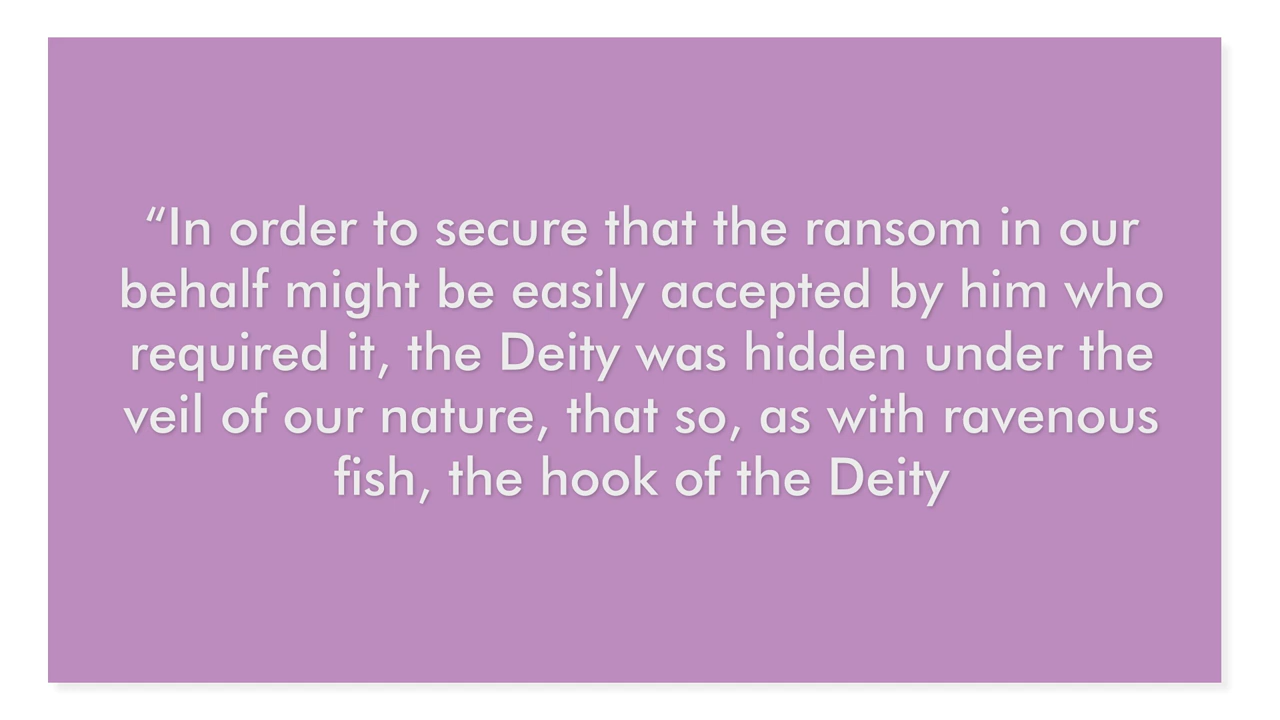 “In order to secure that the ransom in our
behalf might be easily accepted by him who
required it, the Deity was hidden under the
veil of our nature, that so, as with ravenous
fish, the hook of the Deity